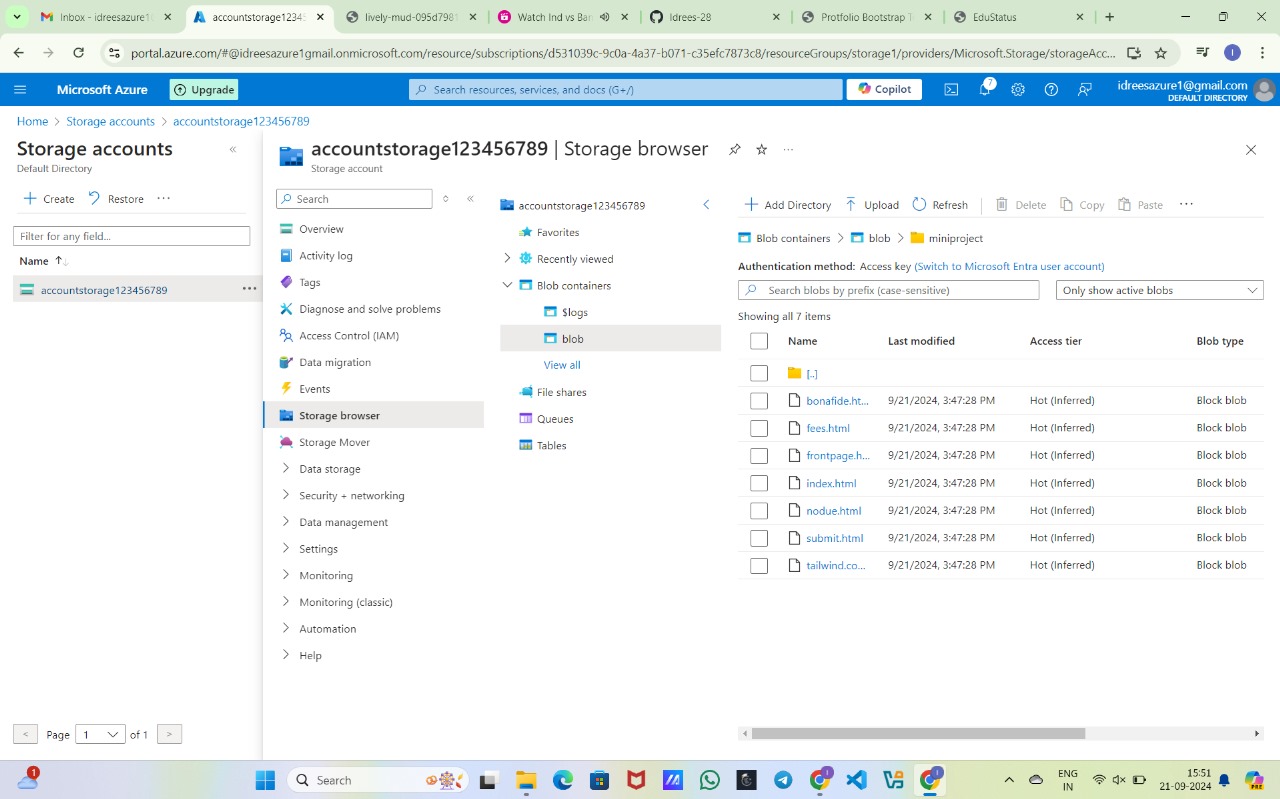 Inbox - idreesazure1
accountstorage12345
lively-mud-095d7981
Watch Ind vs Ban
Idrees-28
Protfolio Bootstrap T
EduStatus
portal.azure.com/#@idreesazure1gmail.onmicrosoft.com/resource/subscriptions/d531039c-9c0a-4a37-b071-c35efc7873c8/resourceGroups/storage1/providers/Microsoft.Storage/storageAcc...
I
Microsoft Azure
Upgrade
Search resources, services, and docs (G+/)
Copilot
7
idreesazure1@gmail.com
DEFAULT DIRECTORY
Home > Storage accounts > accountstorage123456789
Storage accounts
Default Directory
Create
Restore
Filter for any field...
Name
accountstorage123456789
Page 1 of 1
accountstorage123456789 | Storage browser
Storage account
Search
Overview
Activity log
Tags
Diagnose and solve problems
Access Control (IAM)
Data migration
Events
Storage browser
Storage Mover
Data storage
Security + networking
Data management
Settings
Monitoring
Monitoring (classic)
Automation
Help
accountstorage123456789
Favorites
Recently viewed
Blob containers
$logs
blob
View all
File shares
Queues
Tables
Add Directory
Upload
Refresh
Delete
Copy
Paste
Blob containers > blob > miniproject
Authentication method: Access key (Switch to Microsoft Entra user account)
Search blobs by prefix (case-sensitive)
Only show active blobs
Showing all 7 items
Name Last modified Access tier Blob type
[..]
bonafide.ht... 9/21/2024, 3:47:28 PM Hot (Inferred) Block blob
fees.html 9/21/2024, 3:47:28 PM Hot (Inferred) Block blob
frontpage.h... 9/21/2024, 3:47:28 PM Hot (Inferred) Block blob
index.html 9/21/2024, 3:47:28 PM Hot (Inferred) Block blob
nodue.html 9/21/2024, 3:47:28 PM Hot (Inferred) Block blob
submit.html 9/21/2024, 3:47:28 PM Hot (Inferred) Block blob
tailwind.co... 9/21/2024, 3:47:28 PM Hot (Inferred) Block blob
1
Search
ENG
IN
15:51
21-09-2024
PRE